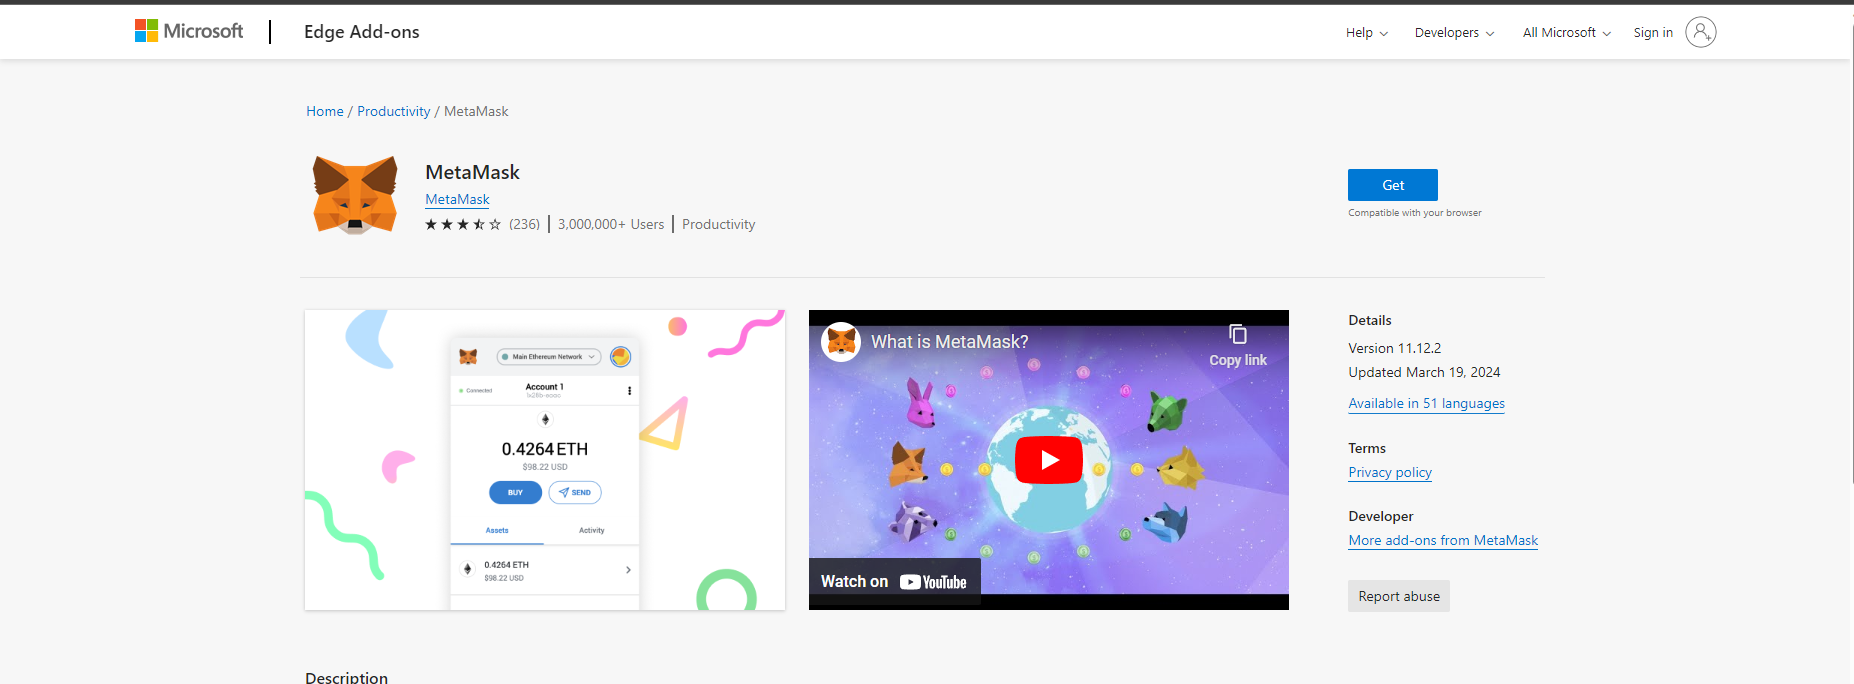 Microsoft
Edge Add-ons
Help
Developers
All Microsoft
Sign in
Home / Productivity / MetaMask
MetaMask
MetaMask
(236) | 3,000,000+ Users | Productivity
Get
Compatible with your browser
Main Ethereum Network
Connected
Account 1
0.4264 ETH
$98.22 USD
BUY
SEND
Assets
Activity
0.4264 ETH
$98.22 USD
What is MetaMask?
Copy link
Watch on YouTube
Details
Version 11.12.2
Updated March 19, 2024
Available in 51 languages
Terms
Privacy policy
Developer
More add-ons from MetaMask
Report abuse
Description